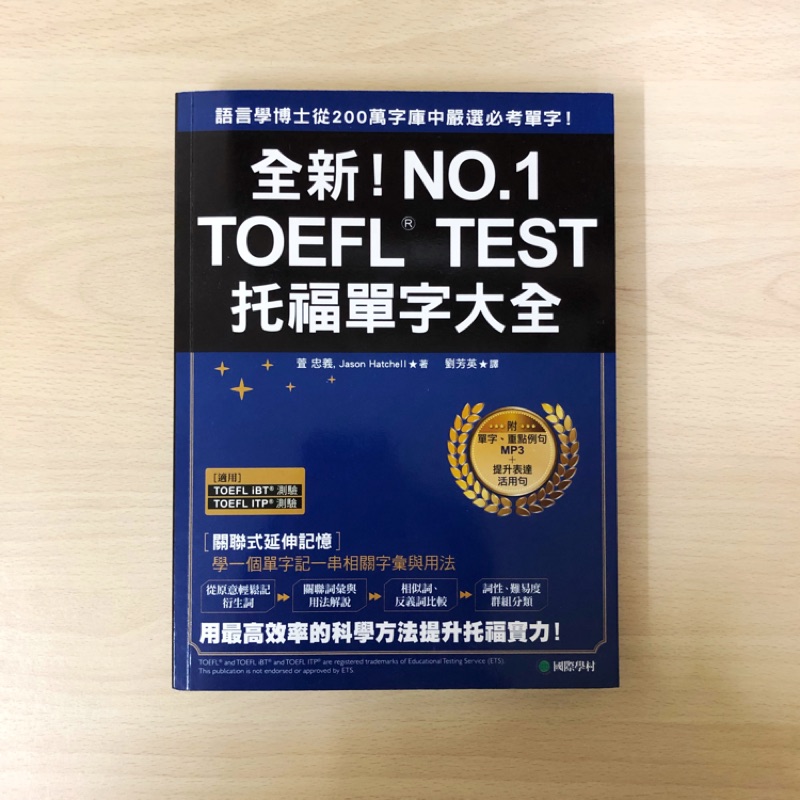 語言學博士從200萬字庫中嚴選必考單字！
全新！NO.1
TOEFL® TEST
托福單字大全
萱 忠義, Jason Hatchell★著 劉芳英★譯
附
單字、重點例句
MP3
+
提升表達
活用句
[適用]
TOEFL iBT® 測驗
TOEFL ITP® 測驗
[關聯式延伸記憶]
學一個單字記一串相關字彙與用法
從原意輕鬆記
衍生詞
關聯詞彙與
用法解說
相似詞、
反義詞比較
詞性、難易度
群組分類
用最高效率的科學方法提升托福實力！
TOEFL® and TOEFL iBT® and TOEFL ITP® are registered trademarks of Educational Testing Service (ETS).
This publication is not endorsed or approved by ETS.
國際學村